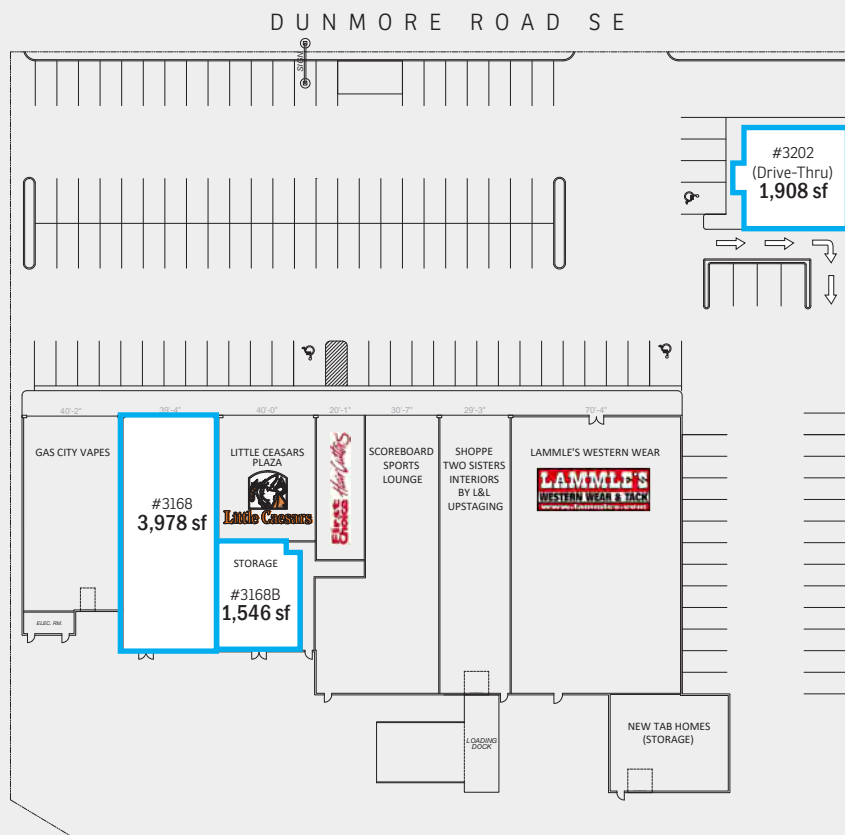 DUNMORE ROAD SE
SIGN
#3202
(Drive-Thru)
1,908 sf
40'-2"
39'-4"
40'-0"
20'-1"
30'-7"
29'-3"
70'-4"
GAS CITY VAPES
#3168
3,978 sf
LITTLE CEASARS
PLAZA
Little Caesars
First
Choice Hair Cutters
SCOREBOARD
SPORTS
LOUNGE
SHOPPE
TWO SISTERS
INTERIORS
BY L&L
UPSTAGING
LAMMLE'S WESTERN WEAR
LAMMLE'S
WESTERN WEAR & TACK
www.lammles.com
STORAGE
#3168B
1,546 sf
ELEC. RM.
LOADING
DOCK
NEW TAB HOMES
(STORAGE)